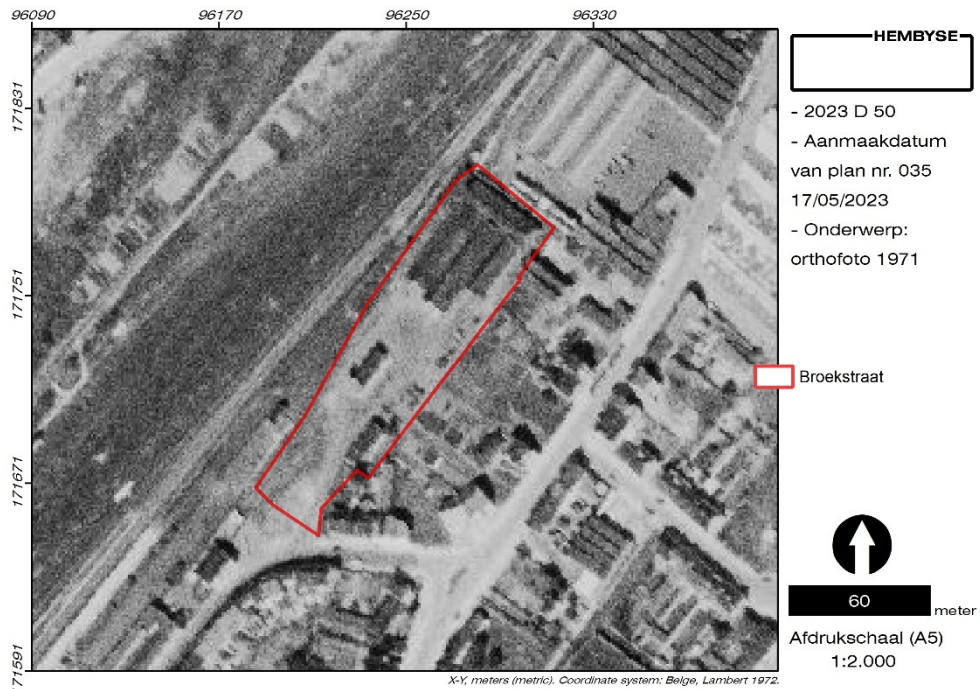 96090 96170 96250 96330
171831
171751
171671
171591
HEMBYSE
- 2023 D 50
- Aanmaakdatum
van plan nr. 035
17/05/2023
- Onderwerp:
orthofoto 1971
Broekstraat
60
meter
Afdrukschaal (A5)
1:2.000
X-Y, meters (metric). Coordinate system: Belge, Lambert 1972.